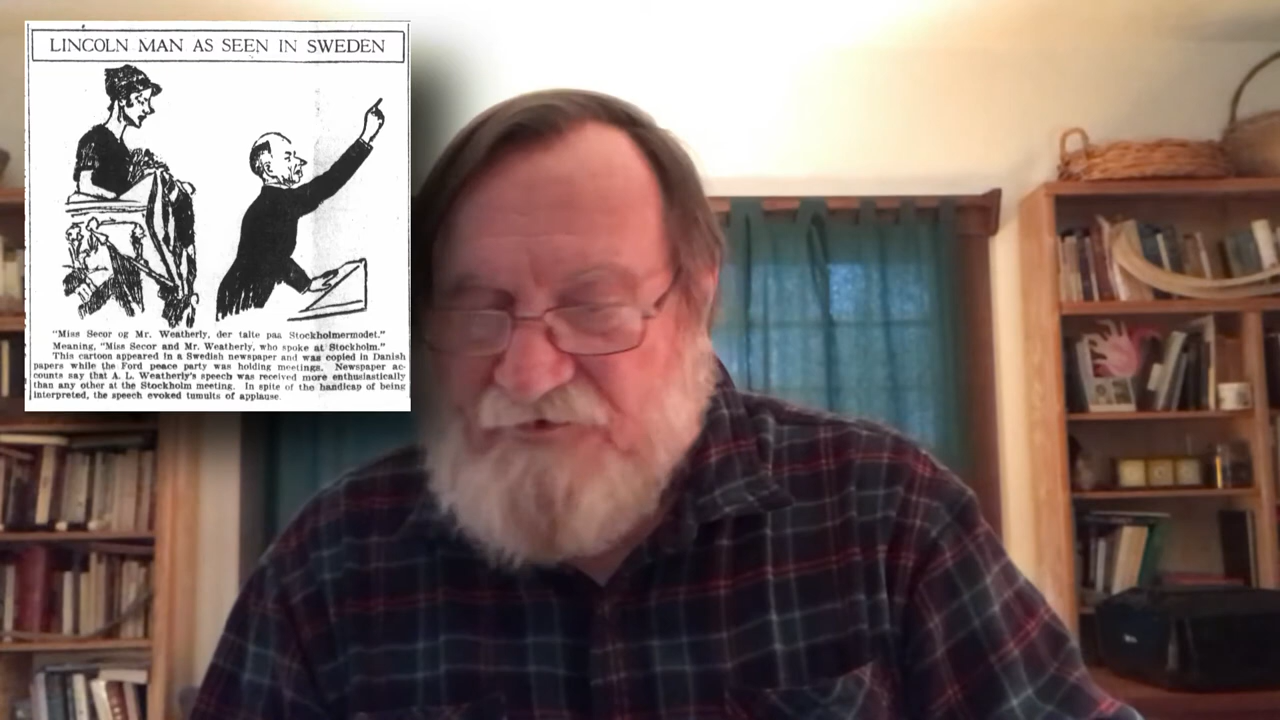 LINCOLN MAN AS SEEN IN SWEDEN
"Miss Secor og Mr. Weatherly, der talte paa Stockholmermodet."
Meaning, "Miss Secor and Mr. Weatherly, who spoke at Stockholm."
This cartoon appeared in a Swedish newspaper and was copied in Danish
papers while the Ford peace party was holding meetings. Newspaper ac-
counts say that A. L. Weatherly's speech was received more enthusiastically
than any other at the Stockholm meeting. In spite of the handicap of being
interpreted, the speech evoked tumults of applause.